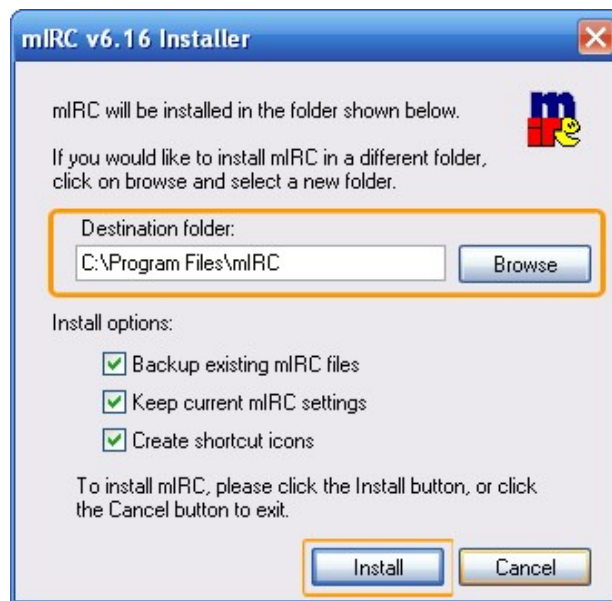 mIRC v6.16 Installer
mIRC will be installed in the folder shown below.
If you would like to install mIRC in a different folder,
click on browse and select a new folder.
Destination folder:
C:\Program Files\mIRC
Browse
Install options:
Backup existing mIRC files
Keep current mIRC settings
Create shortcut icons
To install mIRC, please click the Install button, or click
the Cancel button to exit.
Install
Cancel